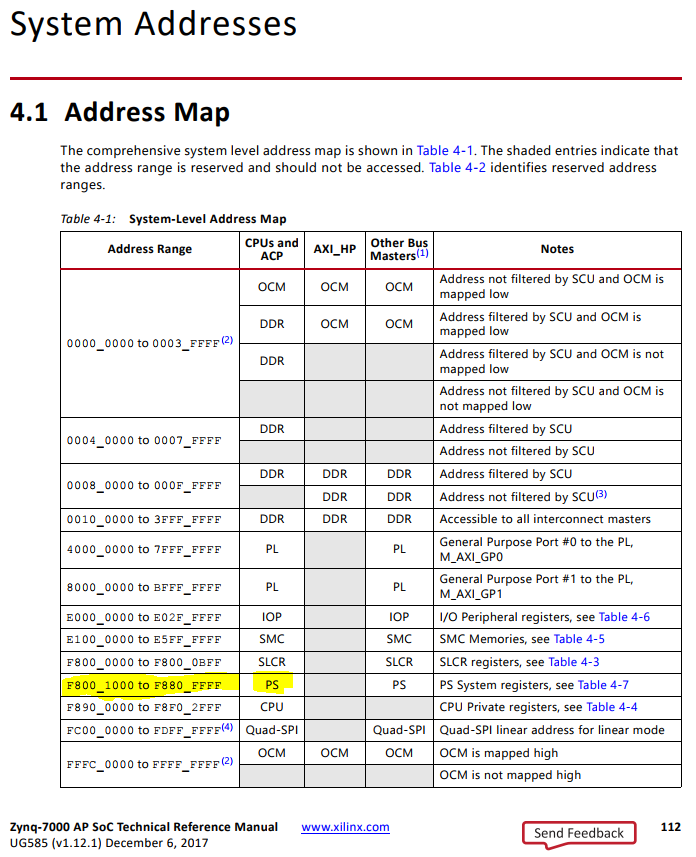 System Addresses
4.1 Address Map
The comprehensive system level address map is shown in Table 4-1. The shaded entries indicate that
the address range is reserved and should not be accessed. Table 4-2 identifies reserved address
ranges.
Table 4-1: System-Level Address Map
Address Range CPUs and ACP AXI_HP Other Bus Masters(1) Notes
0000_0000 to 0003_FFFF(2) OCM OCM OCM Address not filtered by SCU and OCM is
mapped low
DDR OCM OCM Address filtered by SCU and OCM is
mapped low
DDR Address filtered by SCU and OCM is not
mapped low
Address not filtered by SCU and OCM is
not mapped low
0004_0000 to 0007_FFFF DDR Address filtered by SCU
Address not filtered by SCU
0008_0000 to 000F_FFFF DDR DDR DDR Address filtered by SCU
DDR DDR Address not filtered by SCU(3)
0010_0000 to 3FFF_FFFF DDR DDR DDR Accessible to all interconnect masters
4000_0000 to 7FFF_FFFF PL PL General Purpose Port #0 to the PL,
M_AXI_GP0
8000_0000 to BFFF_FFFF PL PL General Purpose Port #1 to the PL,
M_AXI_GP1
E000_0000 to E02F_FFFF IOP IOP I/O Peripheral registers, see Table 4-6
E100_0000 to E5FF_FFFF SMC SMC SMC Memories, see Table 4-5
F800_0000 to F800_0BFF SLCR SLCR SLCR registers, see Table 4-3
F800_1000 to F880_FFFF PS PS PS System registers, see Table 4-7
F890_0000 to F8F0_2FFF CPU CPU Private registers, see Table 4-4
FC00_0000 to FDFF_FFFF(4) Quad-SPI Quad-SPI Quad-SPI linear address for linear mode
FFFC_0000 to FFFF_FFFF(2) OCM OCM OCM OCM is mapped high
OCM is not mapped high
Zynq-7000 AP SoC Technical Reference Manual www.xilinx.com Send Feedback 112
UG585 (v1.12.1) December 6, 2017